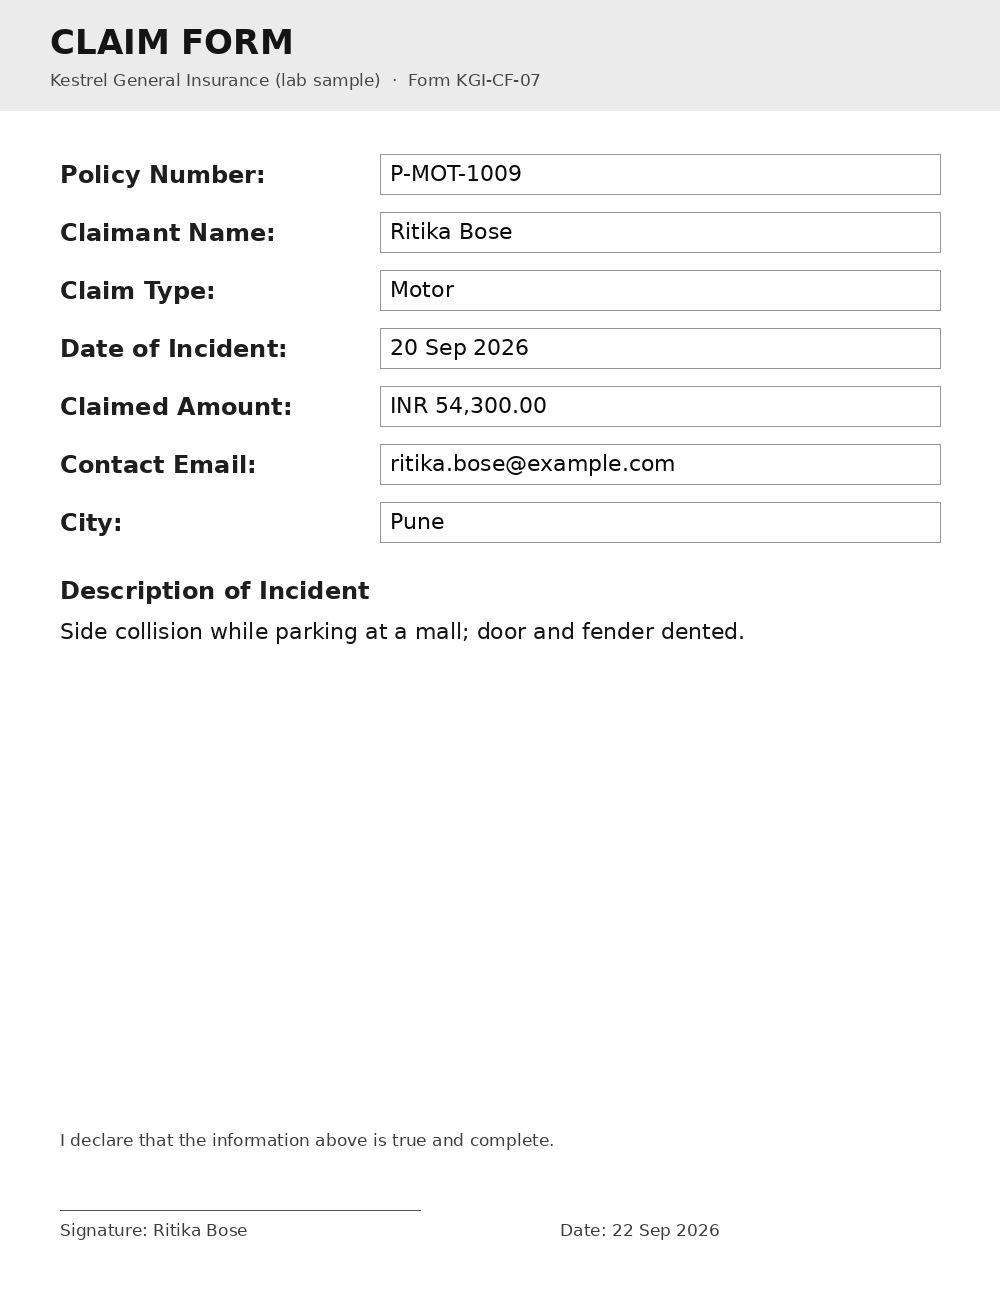 CLAIM FORM
Kestrel General Insurance (lab sample) · Form KGI-CF-07
Policy Number: P-MOT-1009
Claimant Name: Ritika Bose
Claim Type: Motor
Date of Incident: 20 Sep 2026
Claimed Amount: INR 54,300.00
Contact Email: ritika.bose@example.com
City: Pune
Description of Incident
Side collision while parking at a mall; door and fender dented.
I declare that the information above is true and complete.
Signature: Ritika Bose Date: 22 Sep 2026